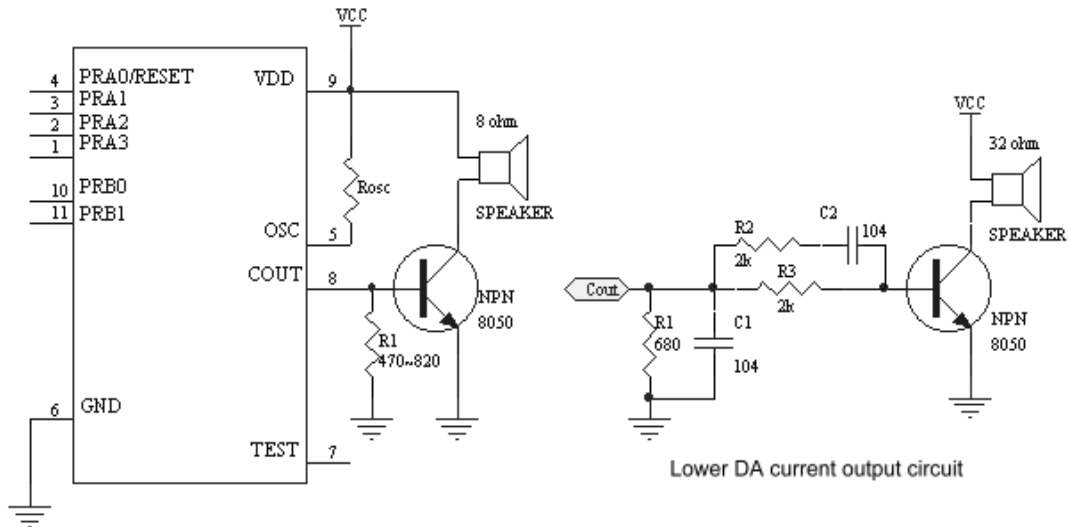 VCC
4 PRA0/RESET
3 PRA1
2 PRA2
1 PRA3
10 PRB0
11 PRB1
VDD 9
OSC 5
COUT 8
6 GND
TEST 7
Rosc
8 ohm
SPEAKER
NPN
8050
R1
470~820
Cout
R1
680
C1
104
R2
2k
C2
104
R3
2k
VCC
32 ohm
SPEAKER
NPN
8050
Lower DA current output circuit